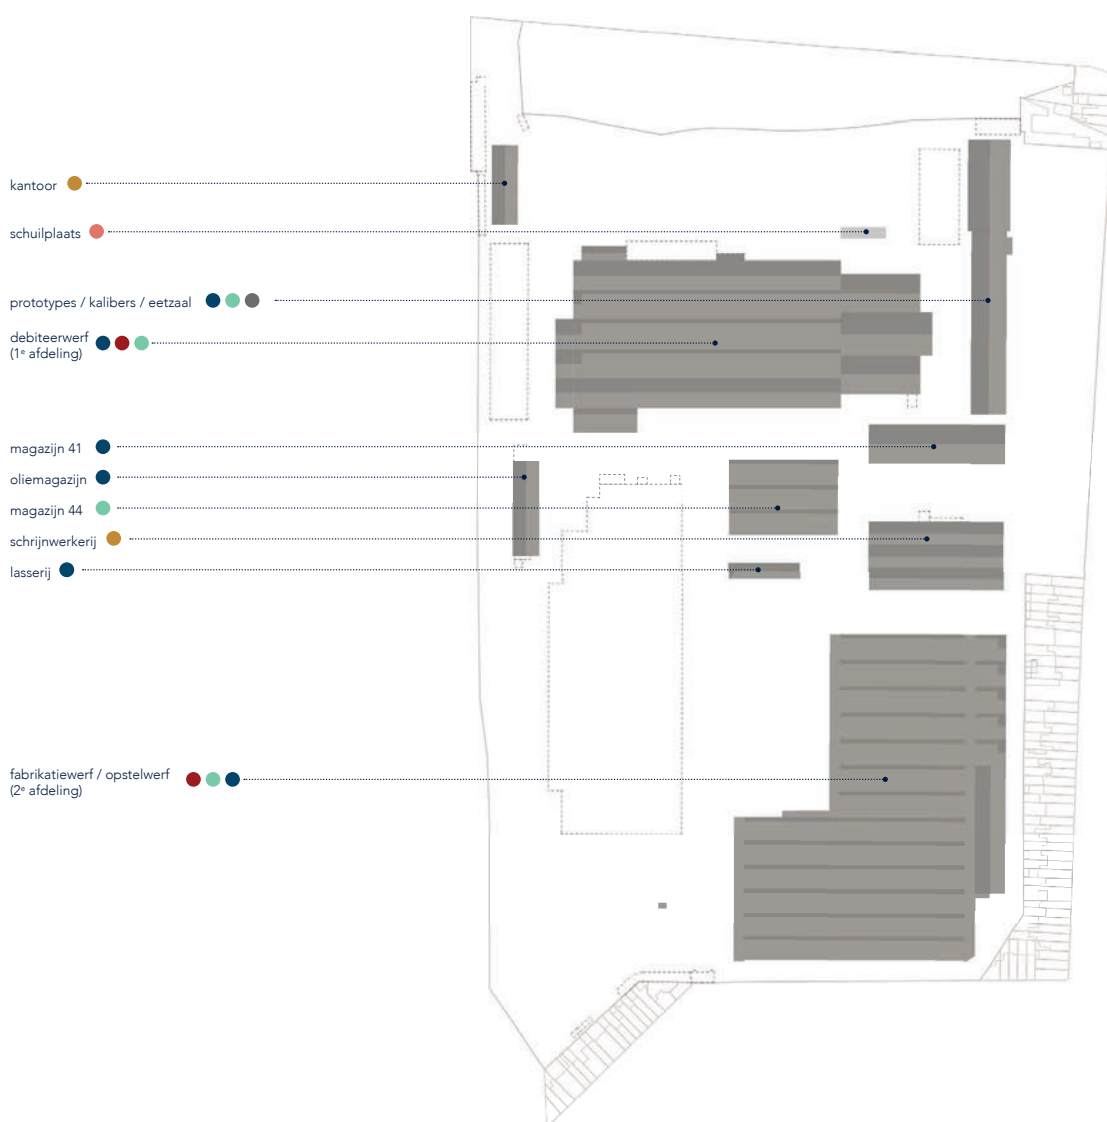 kantoor
schuilplaats
prototypes / kalibers / eetzaal
debiteerwerf
(1e afdeling)
magazijn 41
oliemagazijn
magazijn 44
schrijnwerkerij
lasserij
fabrikatiewerf / opstelwerf
(2e afdeling)